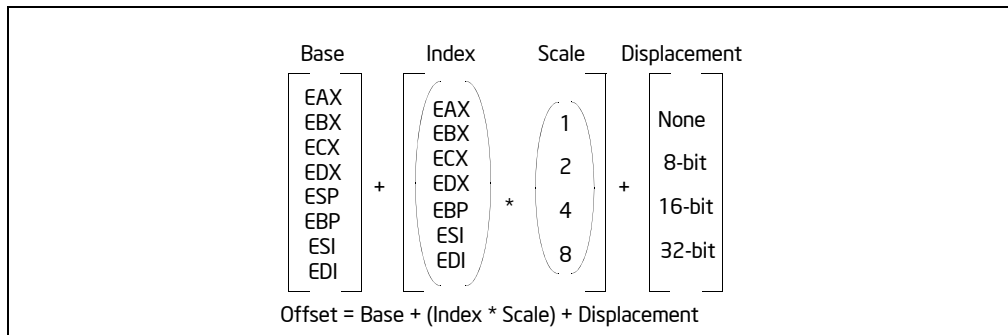 Base
EAX
EBX
ECX
EDX
ESP
EBP
ESI
EDI
+
Index
EAX
EBX
ECX
EDX
EBP
ESI
EDI
*
Scale
1
2
4
8
+
Displacement
None
8-bit
16-bit
32-bit
Offset = Base + (Index * Scale) + Displacement